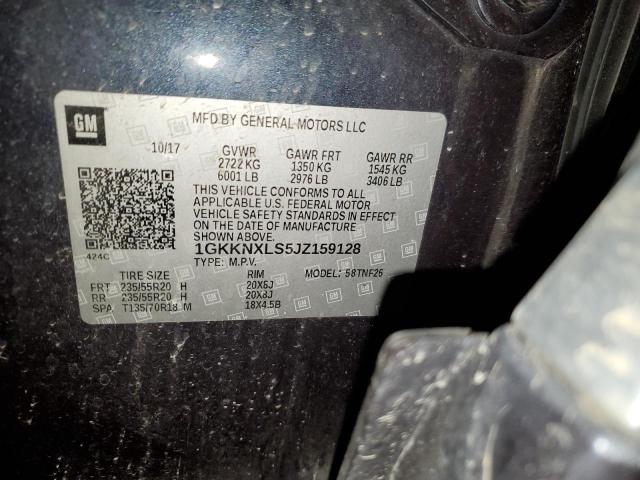 GM
MFD BY GENERAL MOTORS LLC
10/17 GVWR GAWR FRT GAWR RR
2722 KG 1350 KG 1545 KG
6001 LB 2976 LB 3406 LB
THIS VEHICLE CONFORMS TO ALL
APPLICABLE U.S. FEDERAL MOTOR
VEHICLE SAFETY STANDARDS IN EFFECT
ON THE DATE OF MANUFACTURE
SHOWN ABOVE.
1GKKNXLS5JZ159128
424C TYPE: M.P.V.
TIRE SIZE RIM MODEL: 58TNF26
FRT 235/55R20 H 20X8J
RR 235/55R20 H 20X8J
SPA T135/70R18 M 18X4.5B